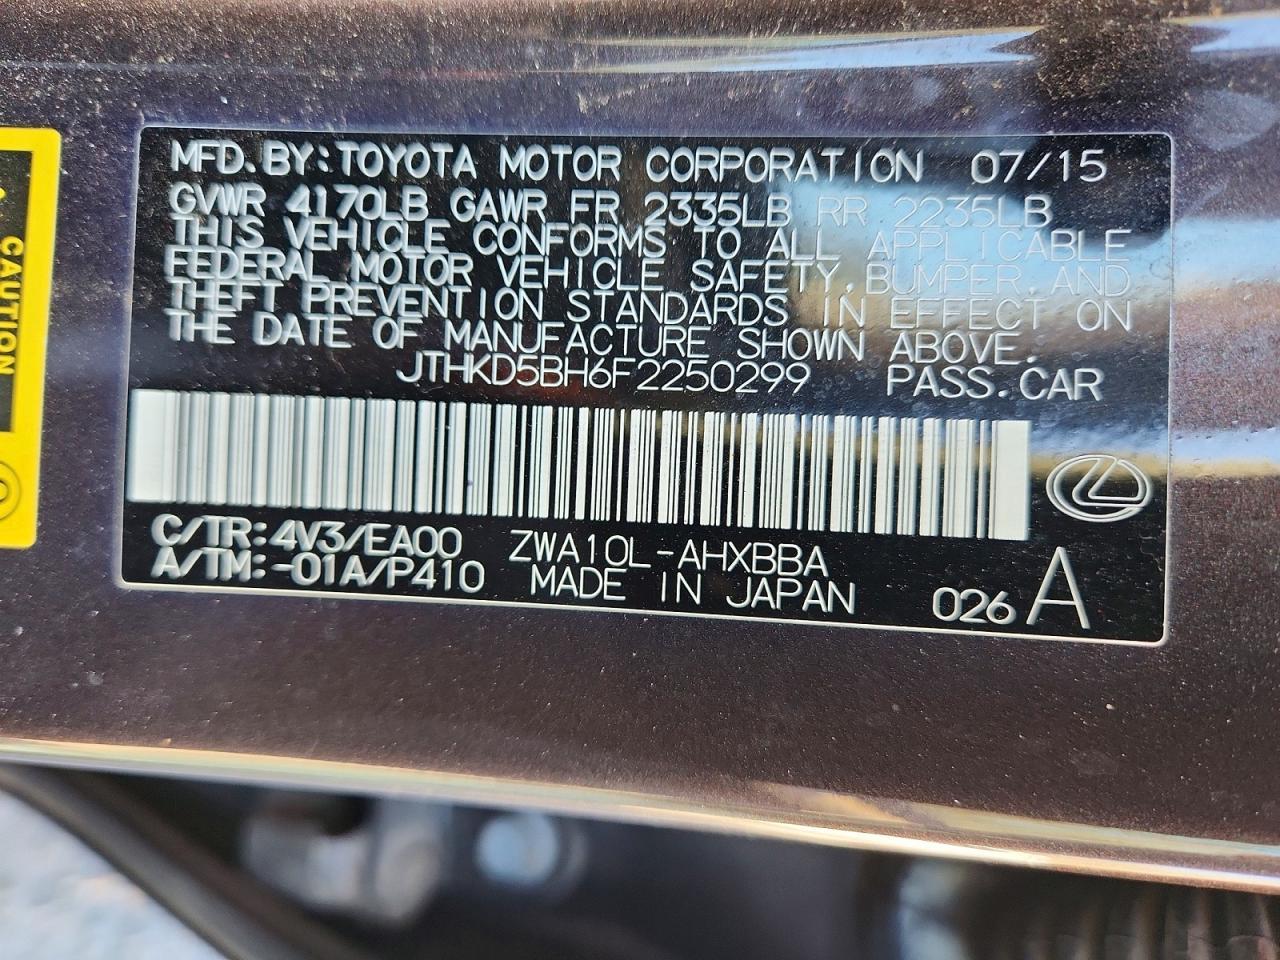 MFD.BY:TOYOTA MOTOR CORPORATION 07/15
GVWR 4170LB GAWR FR 2335LB RR 2235LB
THIS VEHICLE CONFORMS TO ALL APPLICABLE
FEDERAL MOTOR VEHICLE SAFETY,BUMPER,AND
THEFT PREVENTION STANDARDS IN EFFECT ON
THE DATE OF MANUFACTURE SHOWN ABOVE.
JTHKD5BH6F2250299 PASS.CAR
C/TR:4V3/EA00 ZWA10L-AHXBBA
A/TM:-01A/P410 MADE IN JAPAN 026 A
CAUTION